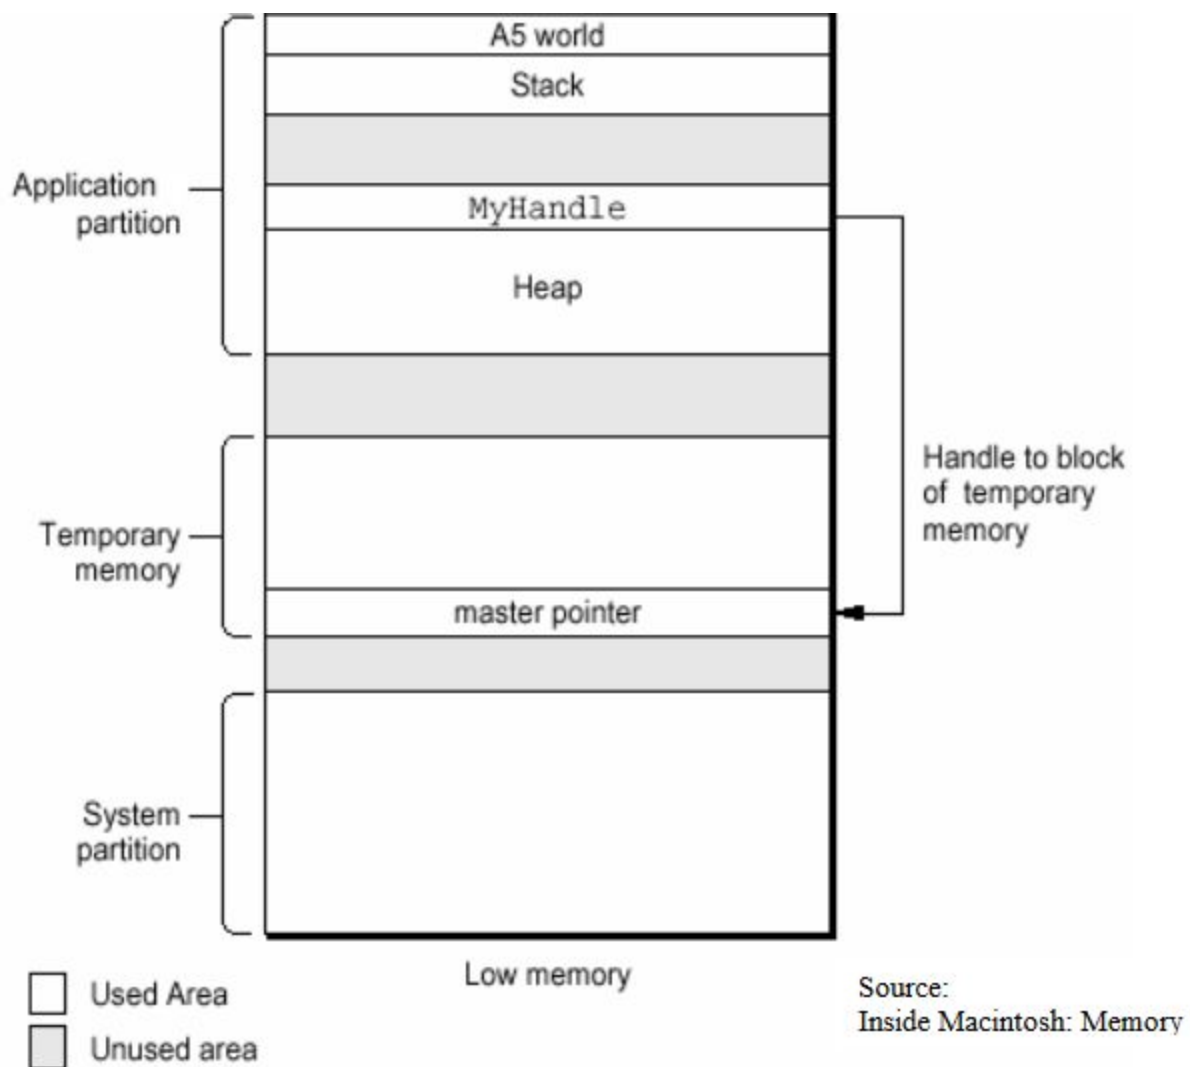 A5 world
Stack
Application
partition
MyHandle
Heap
Handle to block
of temporary
memory
Temporary
memory
master pointer
System
partition
Low memory
Used Area
Unused area
Source:
Inside Macintosh: Memory